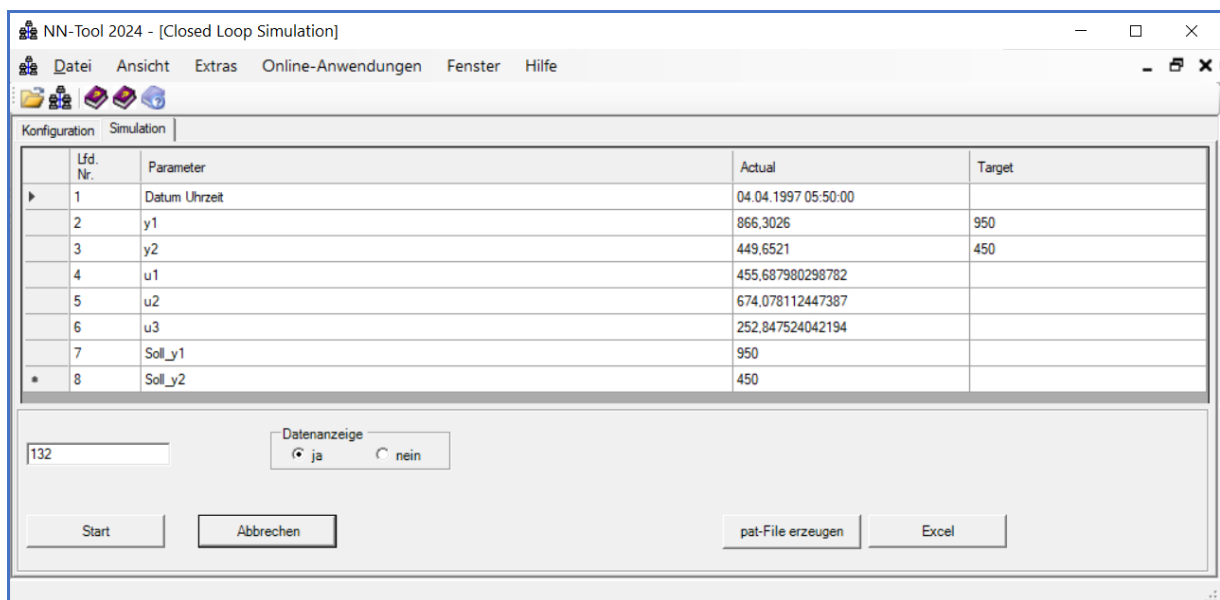 NN-Tool 2024 - [Closed Loop Simulation]
Datei Ansicht Extras Online-Anwendungen Fenster Hilfe
Konfiguration Simulation
Lfd. Nr. Parameter Actual Target
1 Datum Uhrzeit 04.04.1997 05:50:00
2 y1 866,3026 950
3 y2 449,6521 450
4 u1 455,687980298782
5 u2 674,078112447387
6 u3 252,847524042194
7 Soll_y1 950
8 Soll_y2 450
Datenanzeige
132 ja nein
Start Abbrechen pat-File erzeugen Excel